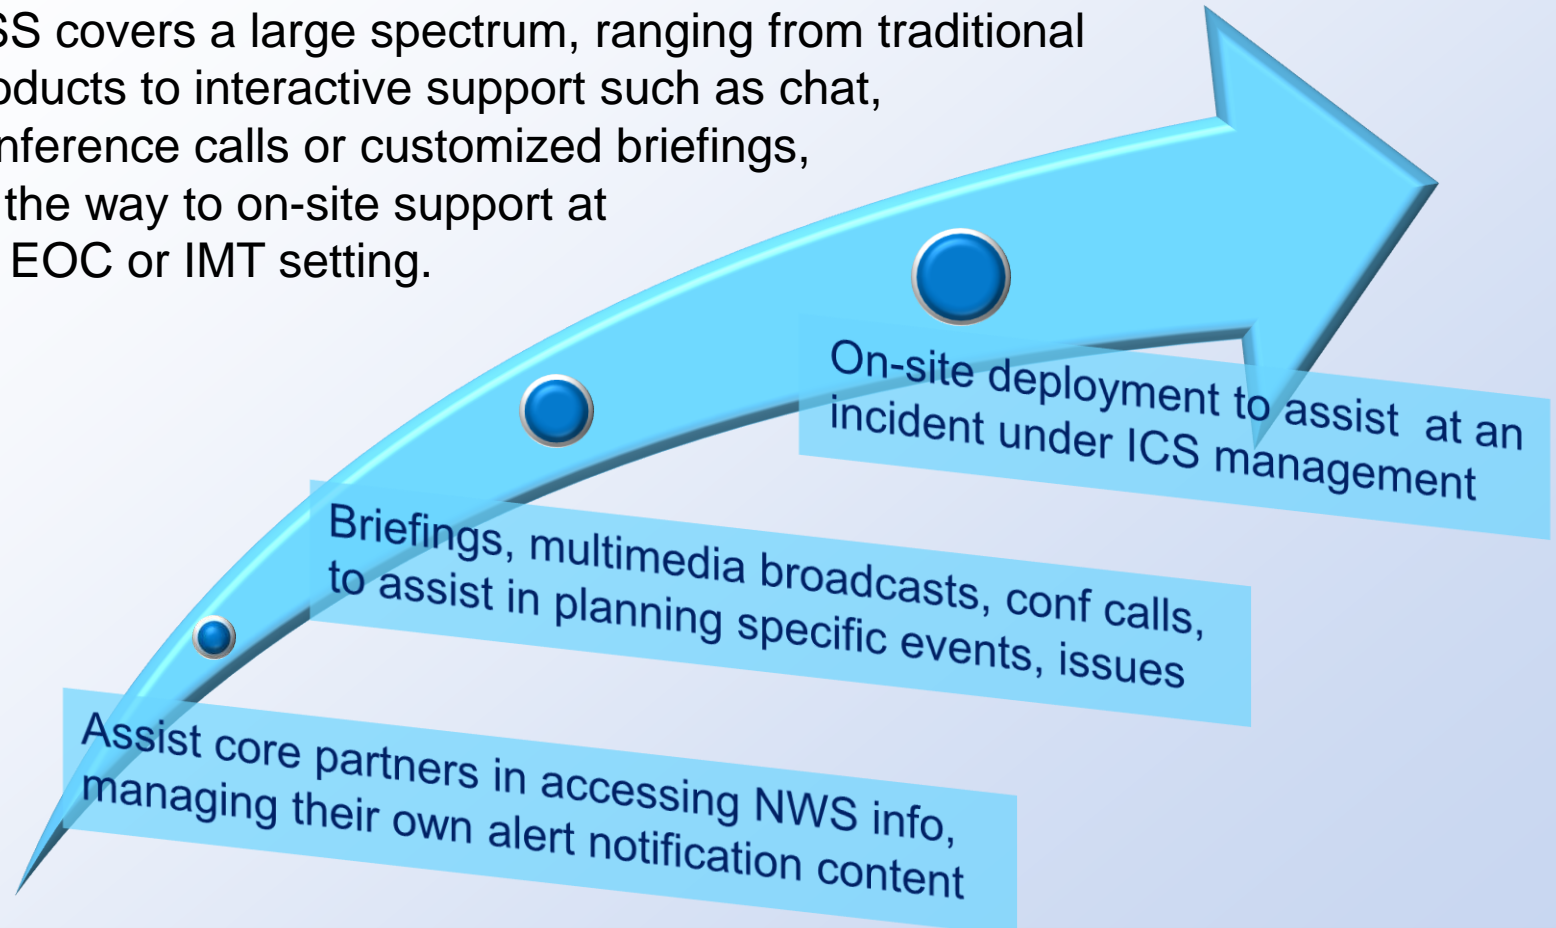 SS covers a large spectrum, ranging from traditional
oducts to interactive support such as chat,
nference calls or customized briefings,
the way to on-site support at
EOC or IMT setting.
On-site deployment to assist at an
incident under ICS management
Briefings, multimedia broadcasts, conf calls,
to assist in planning specific events, issues
Assist core partners in accessing NWS info,
managing their own alert notification content